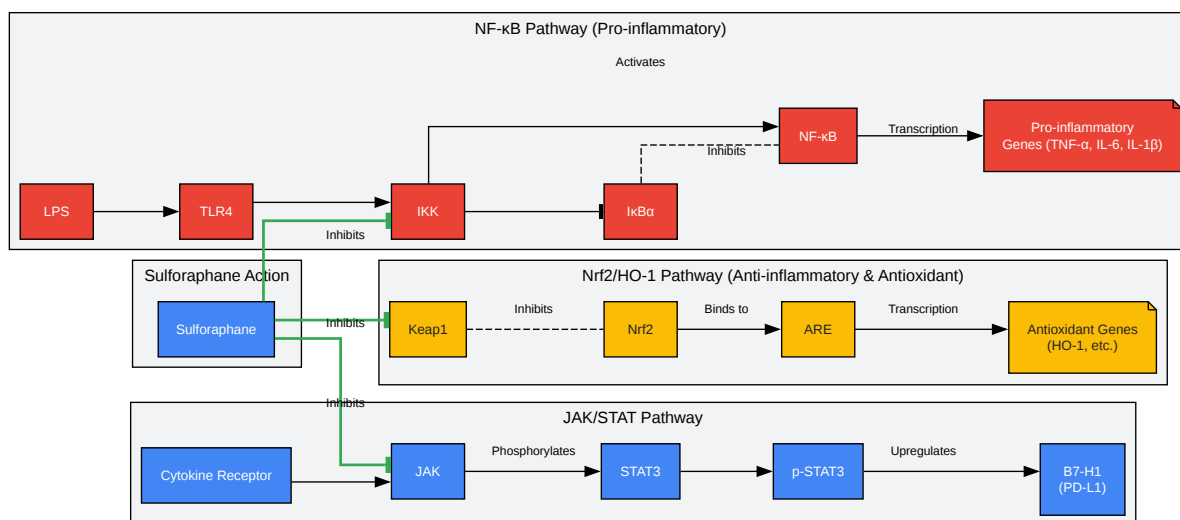 NF-κB Pathway (Pro-inflammatory)
Activates
NF-κB
Transcription
Pro-inflammatory
Genes (TNF-α, IL-6, IL-1β)
Inhibits
LPS
TLR4
IKK
IκBα
Inhibits
Sulforaphane Action
Nrf2/HO-1 Pathway (Anti-inflammatory & Antioxidant)
Sulforaphane
Inhibits
Keap1
Inhibits
Nrf2
Binds to
ARE
Transcription
Antioxidant Genes
(HO-1, etc.)
Inhibits
JAK/STAT Pathway
Cytokine Receptor
JAK
Phosphorylates
STAT3
p-STAT3
Upregulates
B7-H1
(PD-L1)